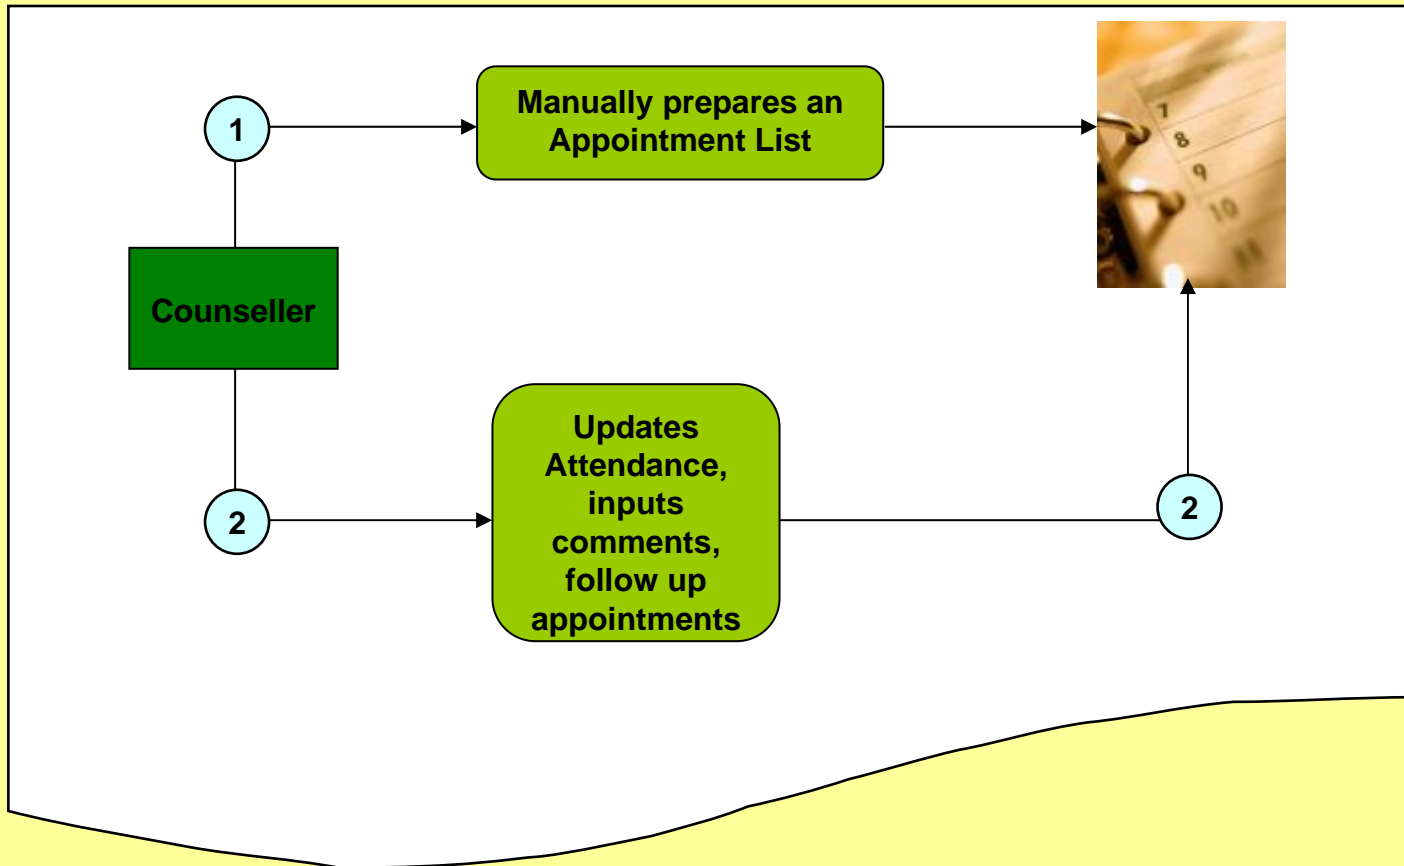 1
Manually prepares an
Appointment List
7
8
9
10
11
Counseller
Updates
Attendance,
inputs
comments,
follow up
appointments
2
2